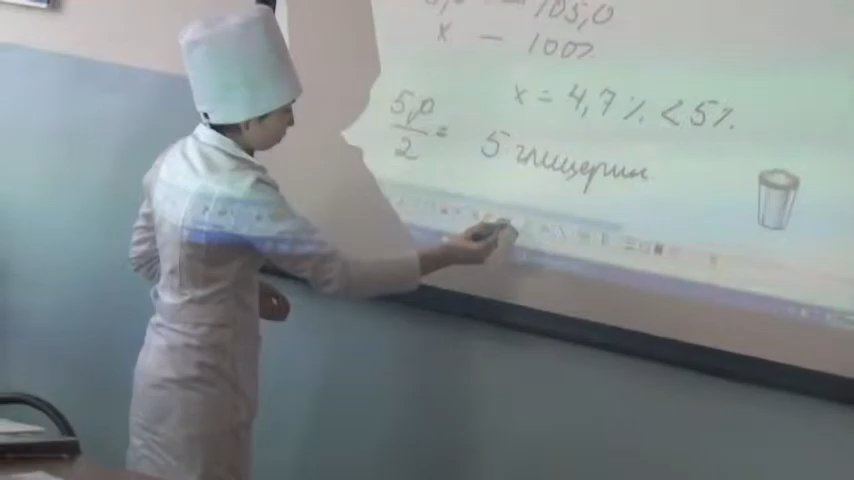 — 105,0
x — 100%
x = 4,7% < 5%
5,0
2
=
5 глицерин